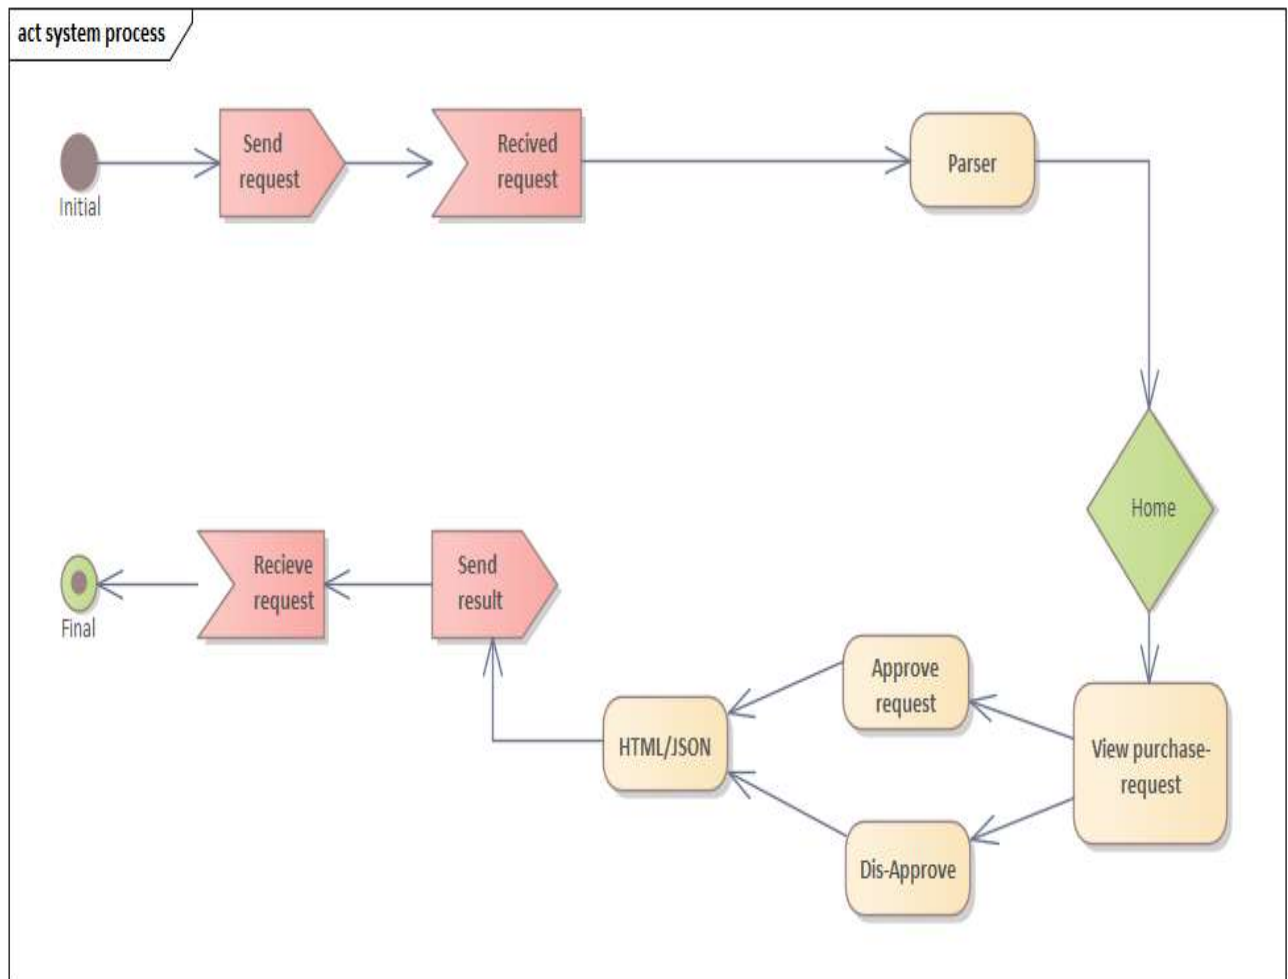 act system process
Send
request
Recived
request
Parser
Initial
Home
Recieve
request
Send
result
Final
Approve
request
HTML/JSON
View purchase-
request
Dis-Approve